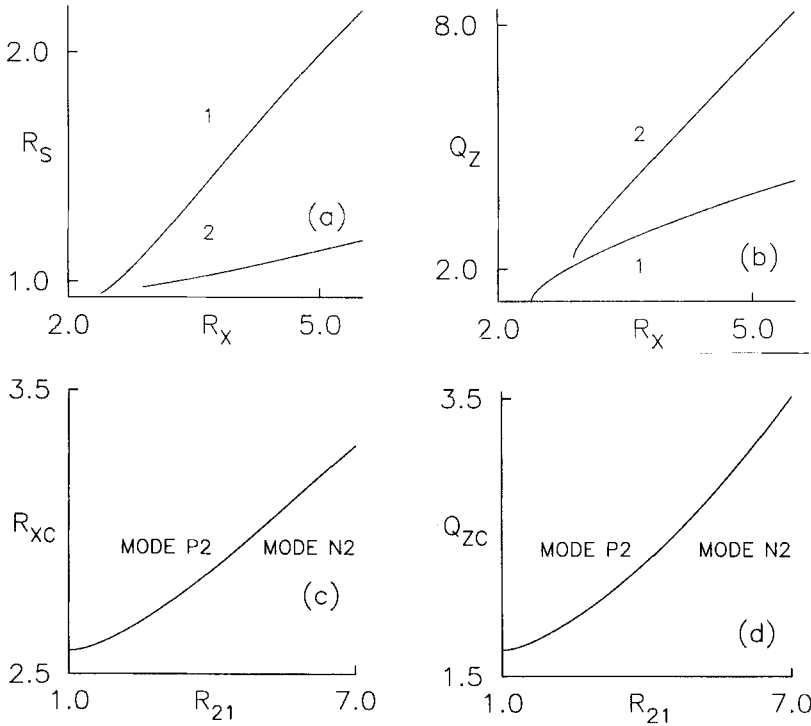 2.0
R_S
1
2
(a)
1.0
2.0
R_X
5.0
8.0
Q_Z
2
1
2.0
(b)
2.0
R_X
5.0
3.5
R_XC
MODE P2
MODE N2
(c)
2.5
1.0
R_21
7.0
3.5
Q_ZC
MODE P2
MODE N2
(d)
1.5
1.0
R_21
7.0